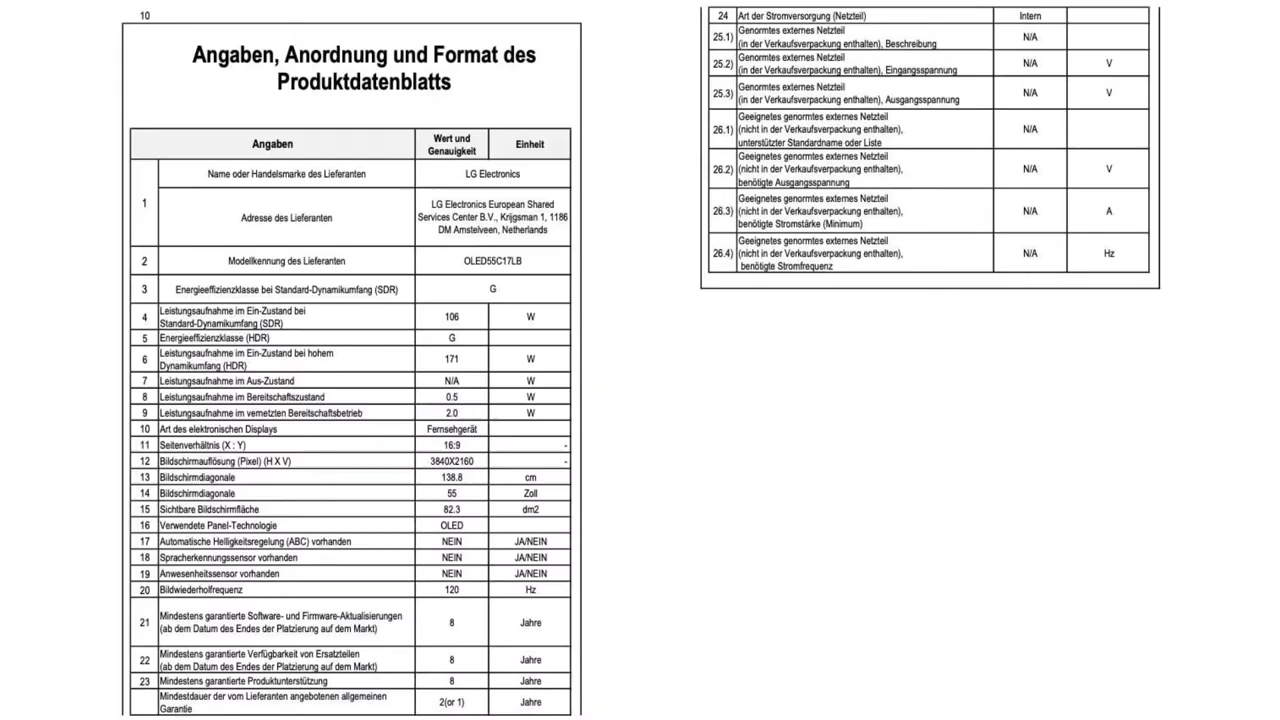 10
Angaben, Anordnung und Format des
Produktdatenblatts
Angaben
Wert und
Genauigkeit
Einheit
1
Name oder Handelsmarke des Lieferanten
LG Electronics
Adresse des Lieferanten
LG Electronics European Shared
Services Center B.V., Krijgsman 1, 1186
DM Amstelveen, Netherlands
2 Modellkennung des Lieferanten OLED55C17LB
3 Energieeffizienzklasse bei Standard-Dynamikumfang (SDR) G
4 Leistungsaufnahme im Ein-Zustand bei
Standard-Dynamikumfang (SDR) 106 W
5 Energieeffizienzklasse (HDR) G
6 Leistungsaufnahme im Ein-Zustand bei hohem
Dynamikumfang (HDR) 171 W
7 Leistungsaufnahme im Aus-Zustand N/A W
8 Leistungsaufnahme im Bereitschaftszustand 0.5 W
9 Leistungsaufnahme im vernetzten Bereitschaftsbetrieb 2.0 W
10 Art des elektronischen Displays Fernsehgerät
11 Seitenverhältnis (X : Y) 16:9 -
12 Bildschirmauflösung (Pixel) (H X V) 3840X2160 -
13 Bildschirmdiagonale 138.8 cm
14 Bildschirmdiagonale 55 Zoll
15 Sichtbare Bildschirmfläche 82.3 dm2
16 Verwendete Panel-Technologie OLED
17 Automatische Helligkeitsregelung (ABC) vorhanden NEIN JA/NEIN
18 Spracherkennungssensor vorhanden NEIN JA/NEIN
19 Anwesenheitssensor vorhanden NEIN JA/NEIN
20 Bildwiederholfrequenz 120 Hz
21 Mindestens garantierte Software- und Firmware-Aktualisierungen
(ab dem Datum des Endes der Platzierung auf dem Markt) 8 Jahre
22 Mindestens garantierte Verfügbarkeit von Ersatzteilen
(ab dem Datum des Endes der Platzierung auf dem Markt) 8 Jahre
23 Mindestens garantierte Produktunterstützung 8 Jahre
Mindestdauer der vom Lieferanten angebotenen allgemeinen
Garantie 2(or 1) Jahre
24 Art der Stromversorgung (Netzteil) Intern
25.1) Genormtes externes Netzteil
(in der Verkaufsverpackung enthalten), Beschreibung N/A
25.2) Genormtes externes Netzteil
(in der Verkaufsverpackung enthalten), Eingangsspannung N/A V
25.3) Genormtes externes Netzteil
(in der Verkaufsverpackung enthalten), Ausgangsspannung N/A V
26.1) Geeignetes genormtes externes Netzteil
(nicht in der Verkaufsverpackung enthalten),
unterstützter Standardname oder Liste N/A
26.2) Geeignetes genormtes externes Netzteil
(nicht in der Verkaufsverpackung enthalten),
benötigte Ausgangsspannung N/A V
26.3) Geeignetes genormtes externes Netzteil
(nicht in der Verkaufsverpackung enthalten),
benötigte Stromstärke (Minimum) N/A A
26.4) Geeignetes genormtes externes Netzteil
(nicht in der Verkaufsverpackung enthalten),
benötigte Stromfrequenz N/A Hz